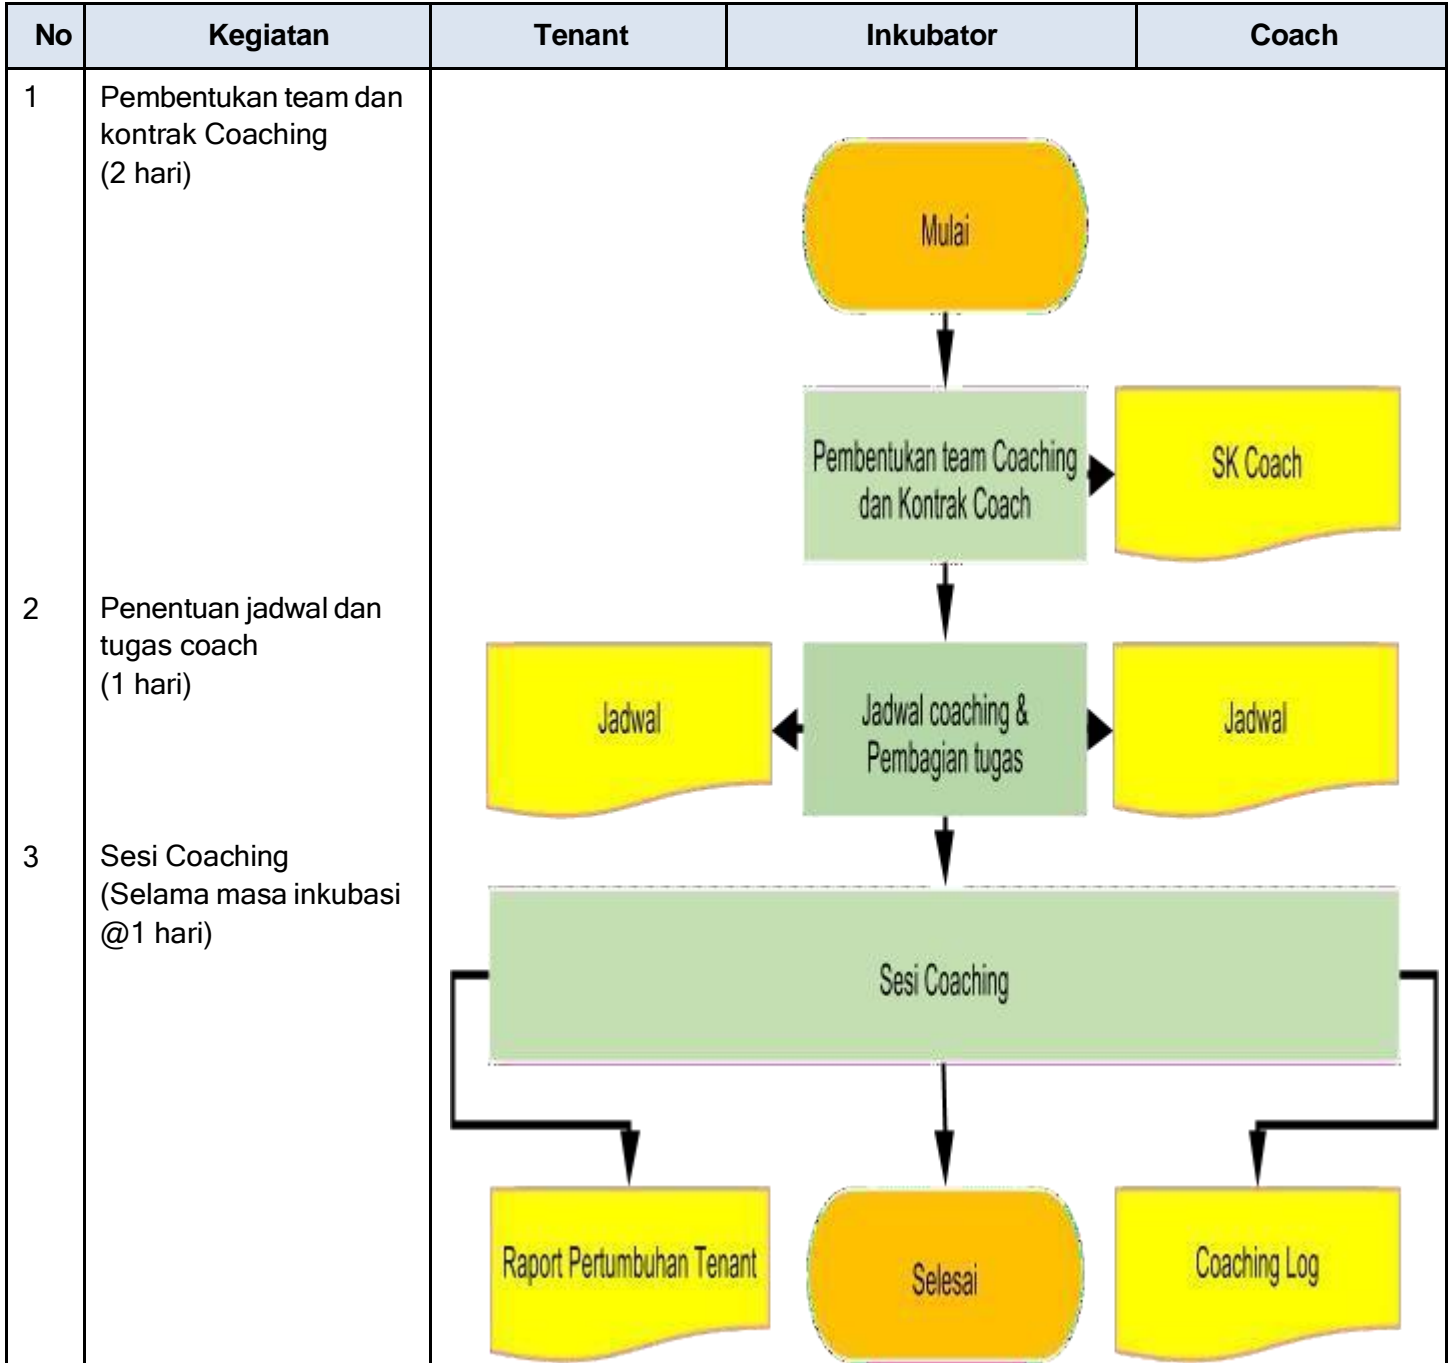 No Kegiatan Tenant Inkubator Coach
1 Pembentukan team dan
kontrak Coaching
(2 hari)
Mulai
Pembentukan team Coaching
dan Kontrak Coach
SK Coach
2 Penentuan jadwal dan
tugas coach
(1 hari)
Jadwal
Jadwal coaching &
Pembagian tugas
Jadwal
3 Sesi Coaching
(Selama masa inkubasi
@1 hari)
Sesi Coaching
Raport Pertumbuhan Tenant
Selesai
Coaching Log